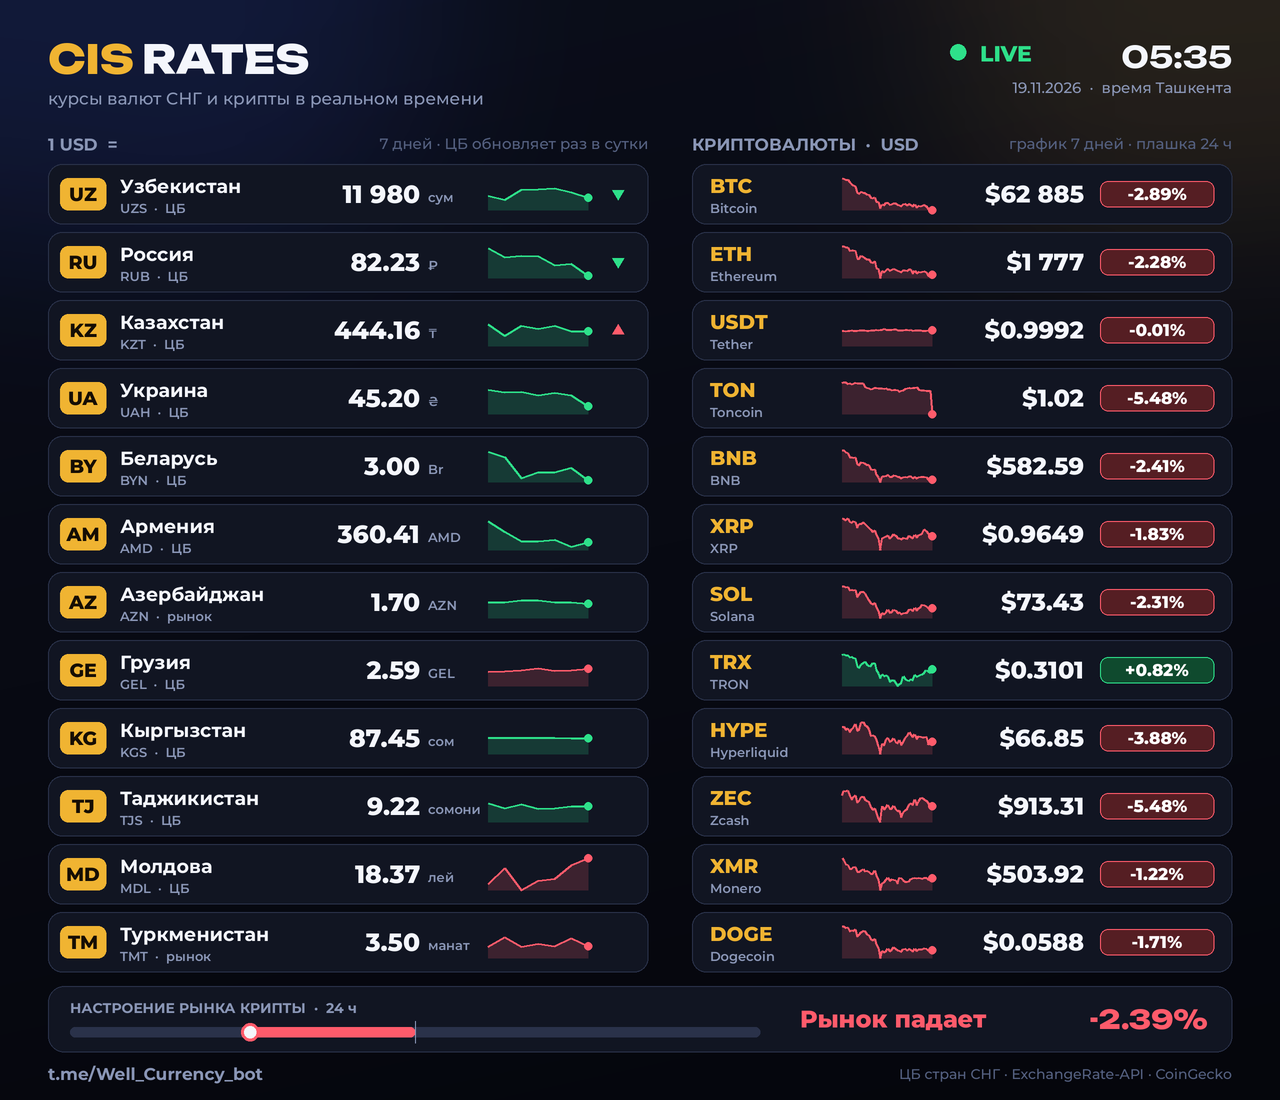 CIS RATES
курсы валют СНГ и крипты в реальном времени
LIVE 05:35
19.11.2026 · время Ташкента
1 USD =
7 дней · ЦБ обновляет раз в сутки
UZ Узбекистан 11 980 сум
UZS · ЦБ
RU Россия 82.23 ₽
RUB · ЦБ
KZ Казахстан 444.16 ₸
KZT · ЦБ
UA Украина 45.20 ₴
UAH · ЦБ
BY Беларусь 3.00 Br
BYN · ЦБ
AM Армения 360.41 AMD
AMD · ЦБ
AZ Азербайджан 1.70 AZN
AZN · рынок
GE Грузия 2.59 GEL
GEL · ЦБ
KG Кыргызстан 87.45 сом
KGS · ЦБ
TJ Таджикистан 9.22 сомони
TJS · ЦБ
MD Молдова 18.37 лей
MDL · ЦБ
TM Туркменистан 3.50 манат
TMT · рынок
КРИПТОВАЛЮТЫ · USD
график 7 дней · плашка 24 ч
BTC $62 885 -2.89%
Bitcoin
ETH $1 777 -2.28%
Ethereum
USDT $0.9992 -0.01%
Tether
TON $1.02 -5.48%
Toncoin
BNB $582.59 -2.41%
BNB
XRP $0.9649 -1.83%
XRP
SOL $73.43 -2.31%
Solana
TRX $0.3101 +0.82%
TRON
HYPE $66.85 -3.88%
Hyperliquid
ZEC $913.31 -5.48%
Zcash
XMR $503.92 -1.22%
Monero
DOGE $0.0588 -1.71%
Dogecoin
НАСТРОЕНИЕ РЫНКА КРИПТЫ · 24 ч
Рынок падает -2.39%
t.me/Well_Currency_bot
ЦБ стран СНГ · ExchangeRate-API · CoinGecko